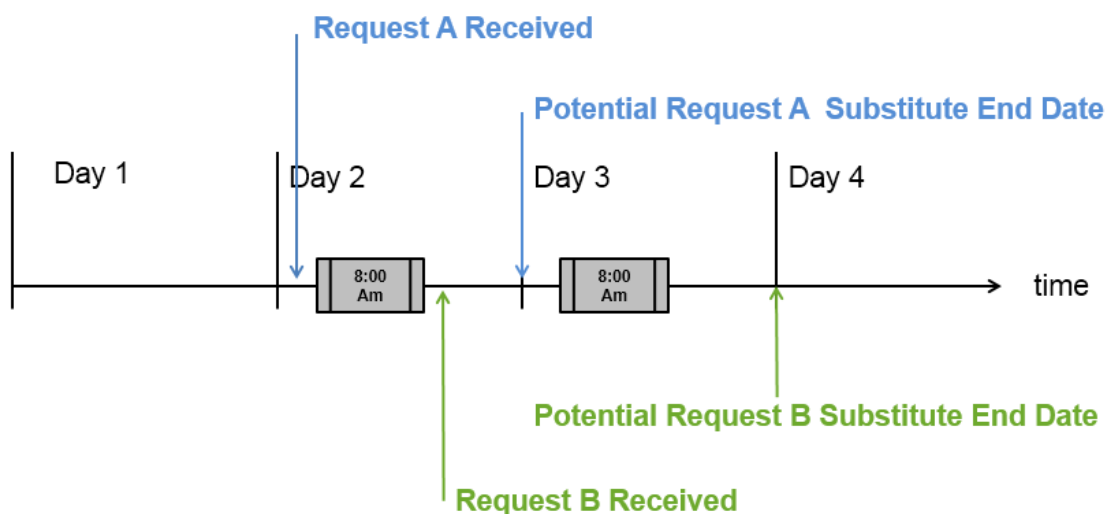 Request A Received
Potential Request A Substitute End Date
Day 1
Day 2
Day 3
Day 4
8:00
Am
8:00
Am
time
Potential Request B Substitute End Date
Request B Received